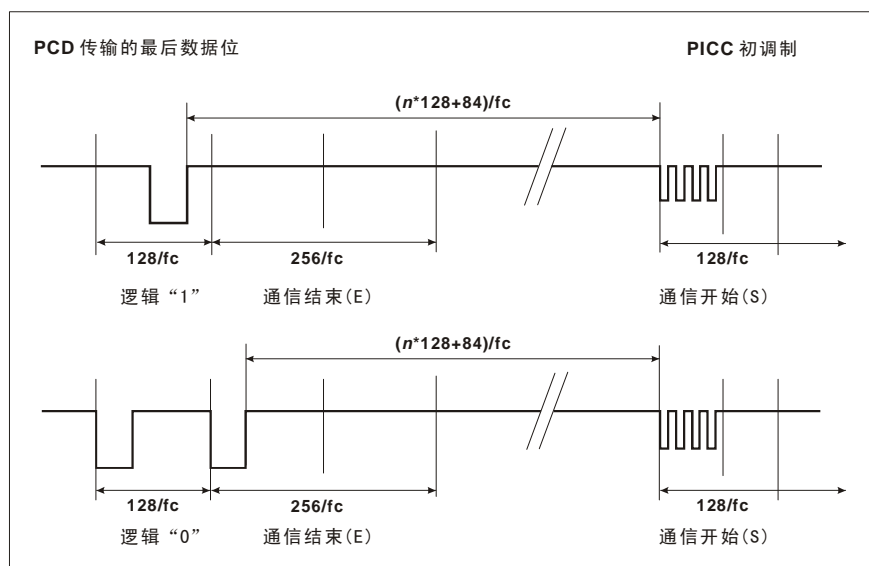 PCD 传输的最后数据位 PICC 初调制
(n*128+84)/fc
128/fc 256/fc 128/fc
逻辑“1” 通信结束(E) 通信开始(S)
(n*128+84)/fc
128/fc 256/fc 128/fc
逻辑“0” 通信结束(E) 通信开始(S)